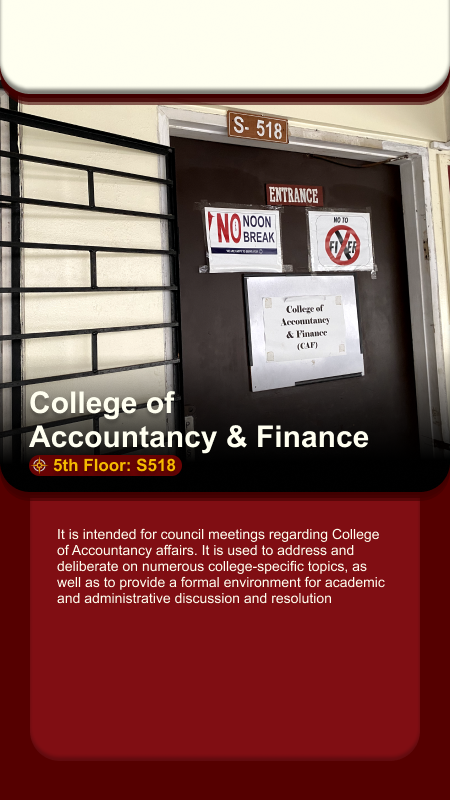 S- 518
ENTRANCE
NO NOON
BREAK
NO TO
FIXER
College of
Accountancy
& Finance
(CAF)
College of
Accountancy & Finance
5th Floor: S518
It is intended for council meetings regarding College
of Accountancy affairs. It is used to address and
deliberate on numerous college-specific topics, as
well as to provide a formal environment for academic
and administrative discussion and resolution